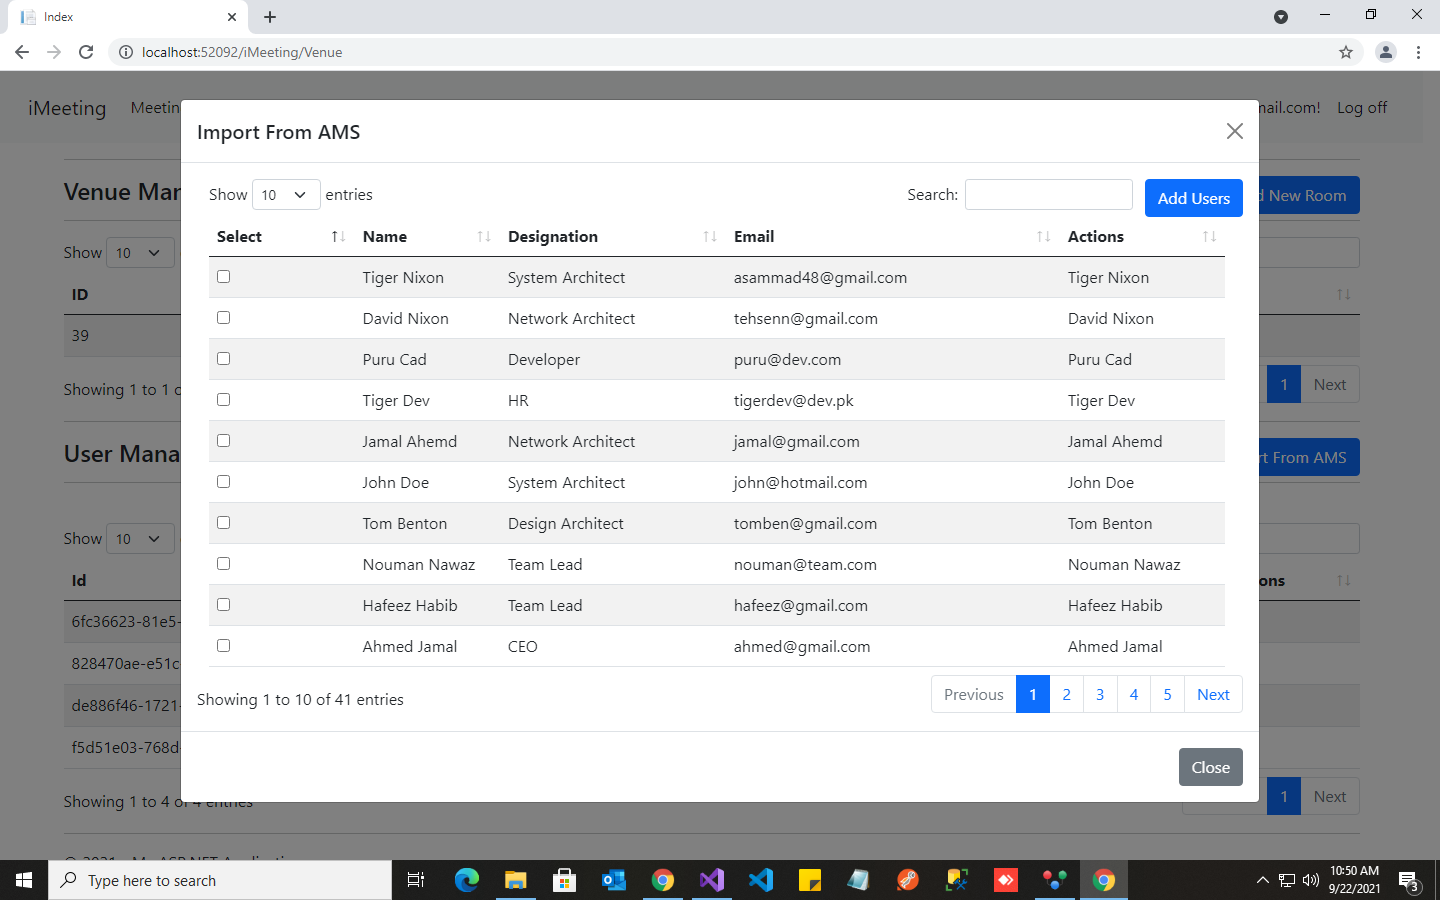 Index
localhost:52092/iMeeting/Venue
iMeeting Meetin mail.com! Log off
Import From AMS
Venue Man d New Room
Show 10 entries Search: Add Users
Select Name Designation Email Actions
Show 10
Tiger Nixon System Architect asammad48@gmail.com Tiger Nixon
ID
David Nixon Network Architect tehsenn@gmail.com David Nixon
39
Puru Cad Developer puru@dev.com Puru Cad
Showing 1 to 1 o 1 Next
Tiger Dev HR tigerdev@dev.pk Tiger Dev
Jamal Ahemd Network Architect jamal@gmail.com Jamal Ahemd
User Mana rt From AMS
John Doe System Architect john@hotmail.com John Doe
Tom Benton Design Architect tomben@gmail.com Tom Benton
Show 10
Nouman Nawaz Team Lead nouman@team.com Nouman Nawaz
Id ons
Hafeez Habib Team Lead hafeez@gmail.com Hafeez Habib
6fc36623-81e5-
Ahmed Jamal CEO ahmed@gmail.com Ahmed Jamal
828470ae-e51c
Showing 1 to 10 of 41 entries Previous 1 2 3 4 5 Next
de886f46-1721-
f5d51e03-768d
Close
Showing 1 to 4 of 4 entries 1 Next
Type here to search
10:50 AM
9/22/2021
3